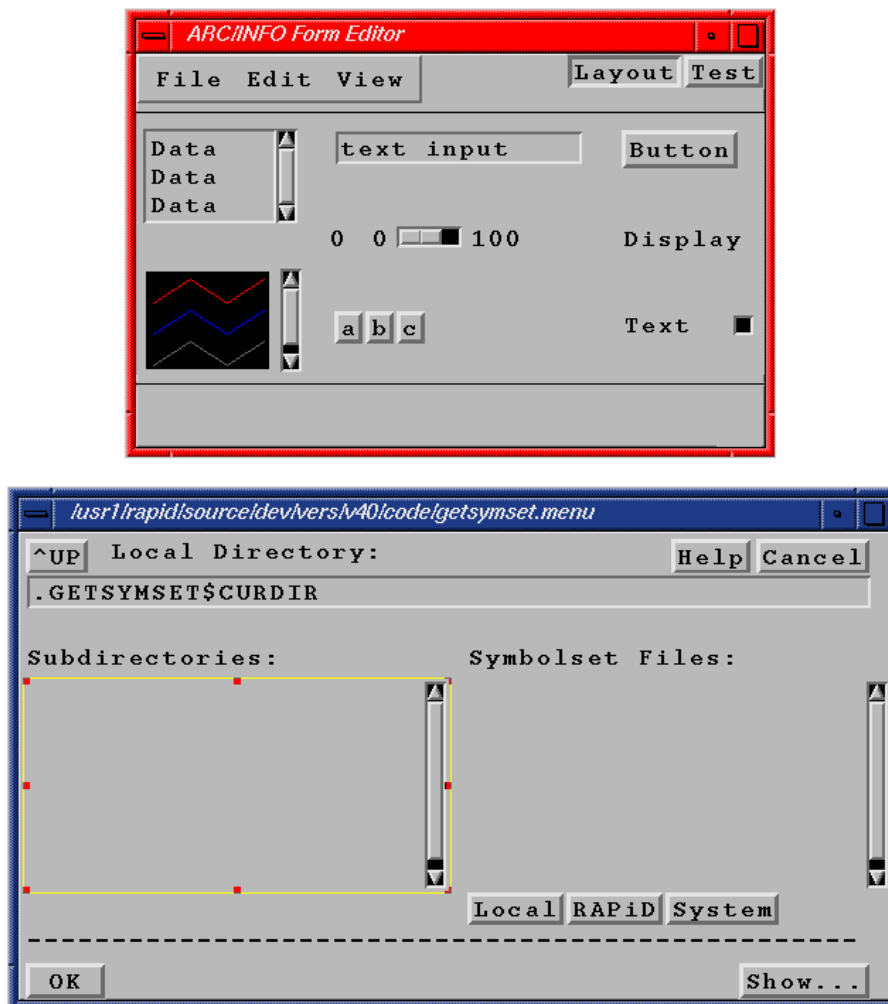 ARC/INFO Form Editor
File Edit View Layout Test
Data text input Button
Data
Data
0 0 100 Display
a b c Text
/usr1/rapid/source/dev/vers/v40/code/getsymset.menu
^UP Local Directory: Help Cancel
.GETSYMSET$CURDIR
Subdirectories: Symbolset Files:
Local RAPiD System
OK Show...